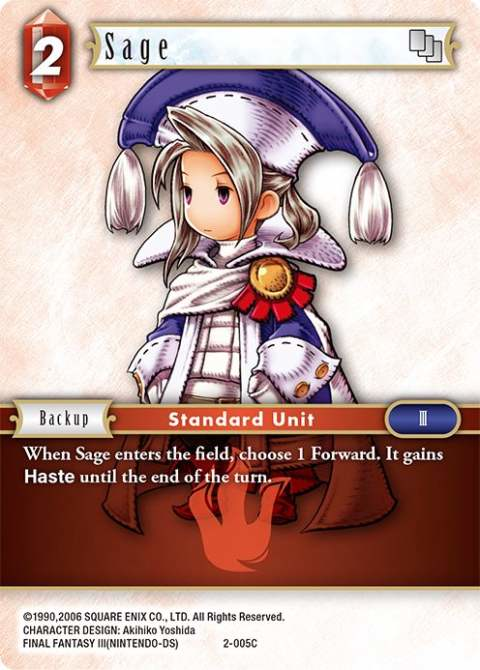 2
Sage
Backup
Standard Unit
III
When Sage enters the field, choose 1 Forward. It gains
Haste until the end of the turn.
©1990,2006 SQUARE ENIX CO., LTD. All Rights Reserved.
CHARACTER DESIGN: Akihiko Yoshida
FINAL FANTASY III(NINTENDO-DS)
2-005C